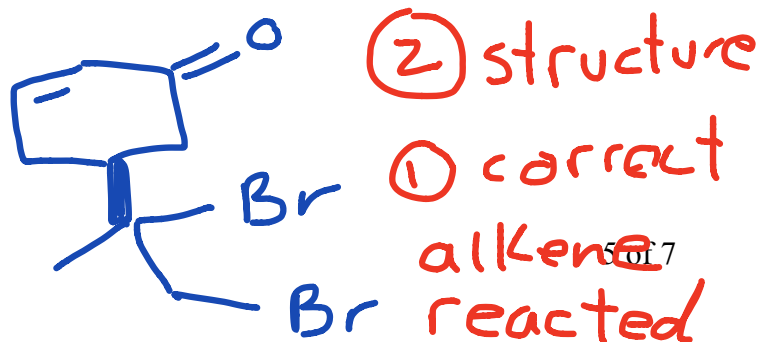 O
② structure
① correct
Br
alkene
5 of 7
Br
reacted